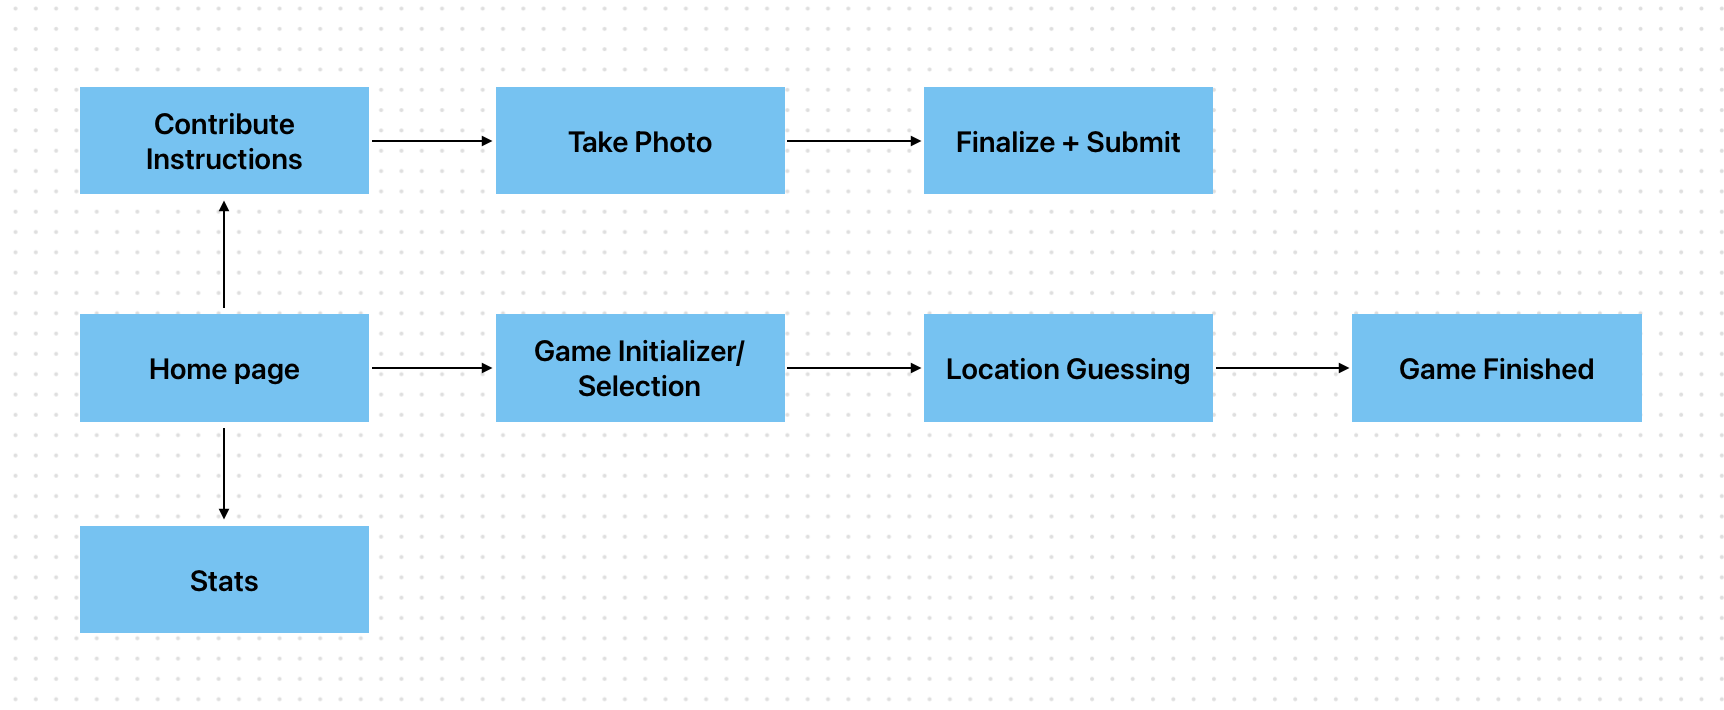 Contribute
Instructions
Take Photo
Finalize + Submit
Home page
Game Initializer/
Selection
Location Guessing
Game Finished
Stats